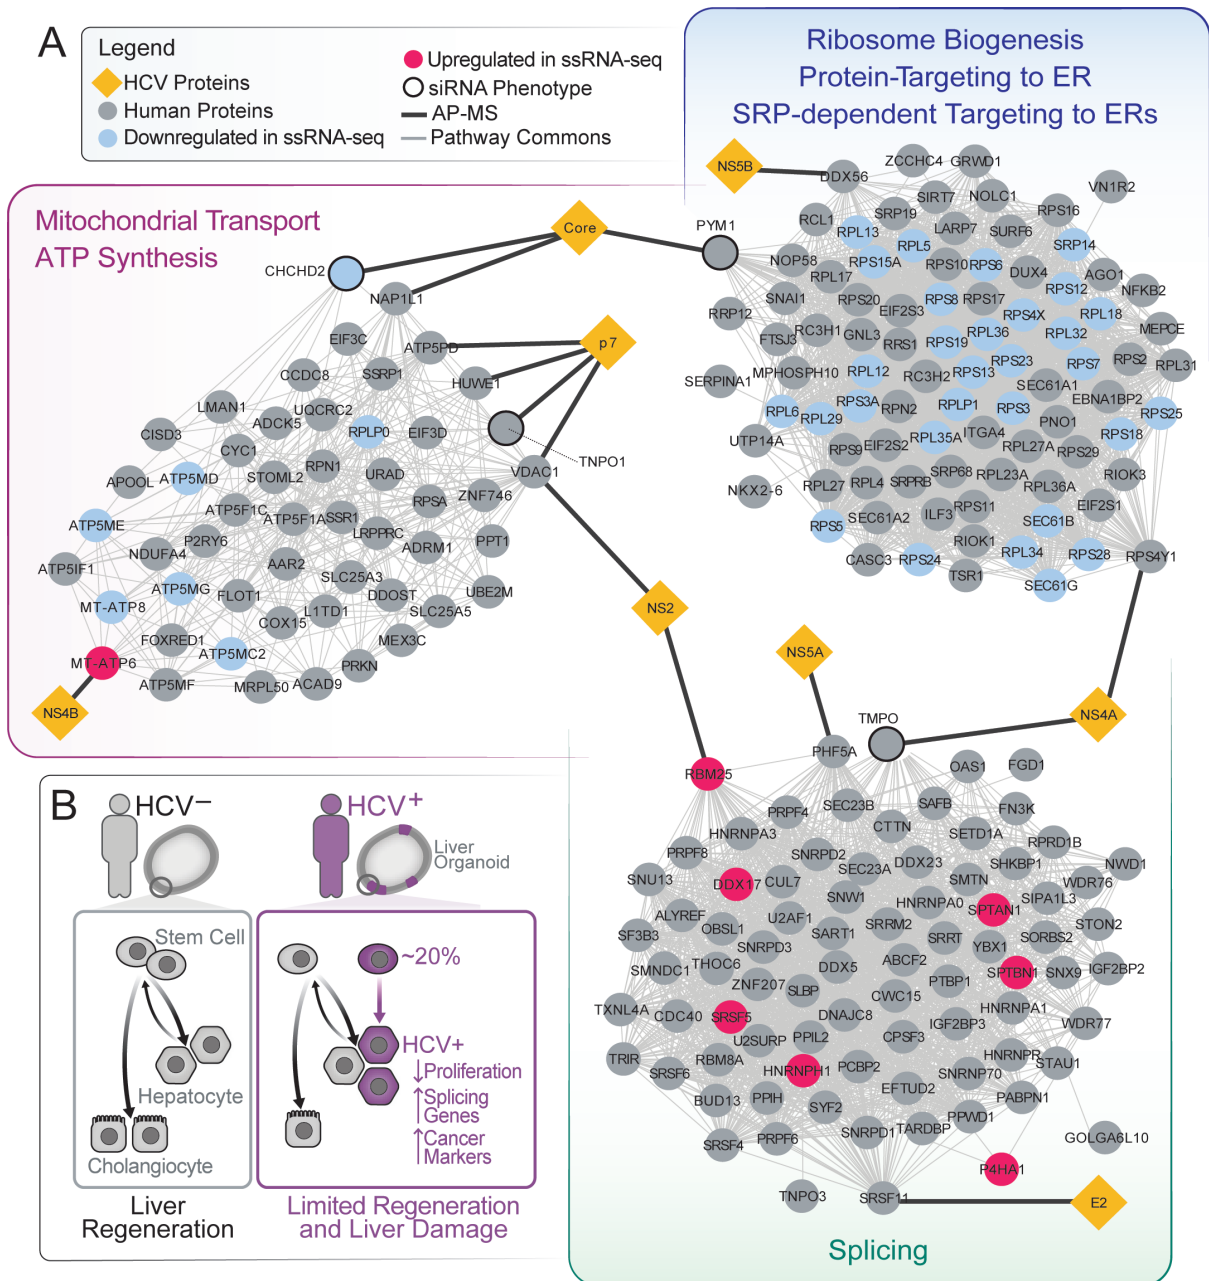 A
Legend
HCV Proteins
Human Proteins
Downregulated in ssRNA-seq
Upregulated in ssRNA-seq
siRNA Phenotype
AP-MS
Pathway Commons
Ribosome Biogenesis
Protein-Targeting to ER
SRP-dependent Targeting to ERs
NS5B
DDX56
ZCCHC4
GRWD1
VN1R2
SIRT7
NOLC1
RCL1
SRP19
RPS16
PYM1
RPL13
LARP7
SURF6
RPL5
SRP14
NOP58
RPS15A
RPS10
RPS6
DUX4
AGO1
RPL17
RPS12
NFKB2
SNAI1
RPS20
RPS8
RPS17
RRP12
EIF2S3
RPS4X
RPL18
RC3H1
GNL3
RPL36
RPL32
MEPCE
FTSJ3
RRS1
RPS19
RPS23
RPS7
RPS2
RPL31
SERPINA1
MPHOSPH10
RPL12
RC3H2
RPS13
SEC61A1
EBNA1BP2
RPL6
RPL29
RPS3A
RPN2
RPLP1
RPS3
PNO1
RPS25
UTP14A
RPS9
EIF2S2
RPL35A
ITGA4
RPL27A
RPS29
RPS18
RIOK3
NKX2-6
RPL27
RPL4
SRPRB
SRP68
RPL23A
RPL36A
EIF2S1
RPS5
SEC61A2
ILF3
RPS11
SEC61B
CASC3
RPS24
RIOK1
RPL34
RPS28
RPS4Y1
TSR1
SEC61G
Mitochondrial Transport
ATP Synthesis
Core
CHCHD2
NAP1L1
EIF3C
ATP5PD
p7
CCDC8
SSRP1
HUWE1
LMAN1
UQCRC2
CISD3
ADCK5
RPLP0
EIF3D
TNPO1
CYC1
RPN1
URAD
VDAC1
APOOL
ATP5MD
STOML2
RPSA
ZNF746
ATP5ME
ATP5F1C
ATP5F1A
SSR1
LRPPRC
P2RY6
ADRM1
PPT1
NDUFA4
ATP5IF1
AAR2
SLC25A3
ATP5MG
FLOT1
DDOST
UBE2M
MT-ATP8
L1TD1
SLC25A5
COX15
FOXRED1
MEX3C
MT-ATP6
ATP5MC2
PRKN
ATP5MF
MRPL50
ACAD9
NS4B
NS2
NS5A
NS4A
TMPO
PHF5A
RBM25
OAS1
FGD1
PRPF4
SEC23B
SAFB
FN3K
HNRNPA3
CTTN
SETD1A
RPRD1B
PRPF8
SNRPD2
SEC23A
DDX23
SHKBP1
NWD1
SNU13
DDX17
CUL7
SMTN
WDR76
SNW1
HNRNPA0
SPTAN1
SIPA1L3
ALYREF
U2AF1
SRRM2
STON2
SF3B3
OBSL1
SART1
SRRT
SORBS2
SNRPD3
YBX1
SMNDC1
THOC6
DDX5
ABCF2
SPTBN1
SNX9
IGF2BP2
ZNF207
SLBP
PTBP1
CWC15
TXNL4A
CDC40
SRSF5
DNAJC8
HNRNPA1
IGF2BP3
WDR77
U2SURP
PPIL2
CPSF3
TRIR
RBM8A
HNRNPR
STAU1
SRSF6
HNRNPH1
PCBP2
SNRNP70
EFTUD2
BUD13
PPIH
SYF2
PABPN1
PPWD1
SRSF4
PRPF6
SNRPD1
TARDBP
GOLGA6L10
P4HA1
TNPO3
SRSF11
E2
Splicing
B
HCV−
HCV+
Liver
Organoid
Stem Cell
Hepatocyte
Cholangiocyte
~20%
HCV+
↓Proliferation
↑Splicing
Genes
↑Cancer
Markers
Liver
Regeneration
Limited Regeneration
and Liver Damage